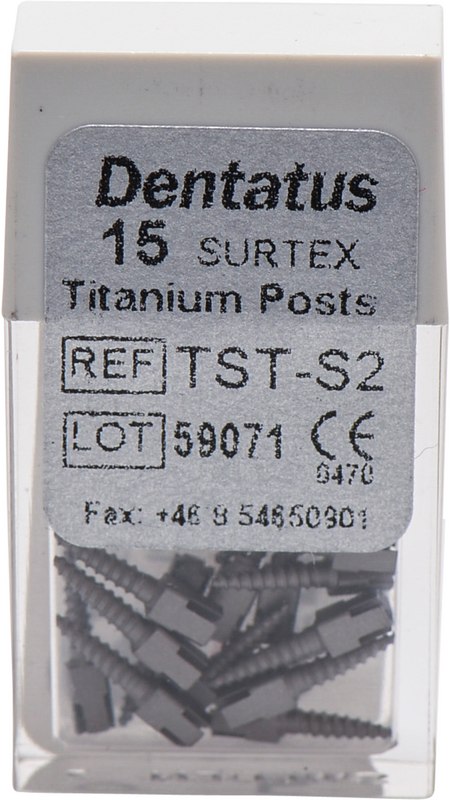 Dentatus
15 SURTEX
Titanium Posts
REF TST-S2
LOT 59071 CE
0470
Fax: +46 8 54650901